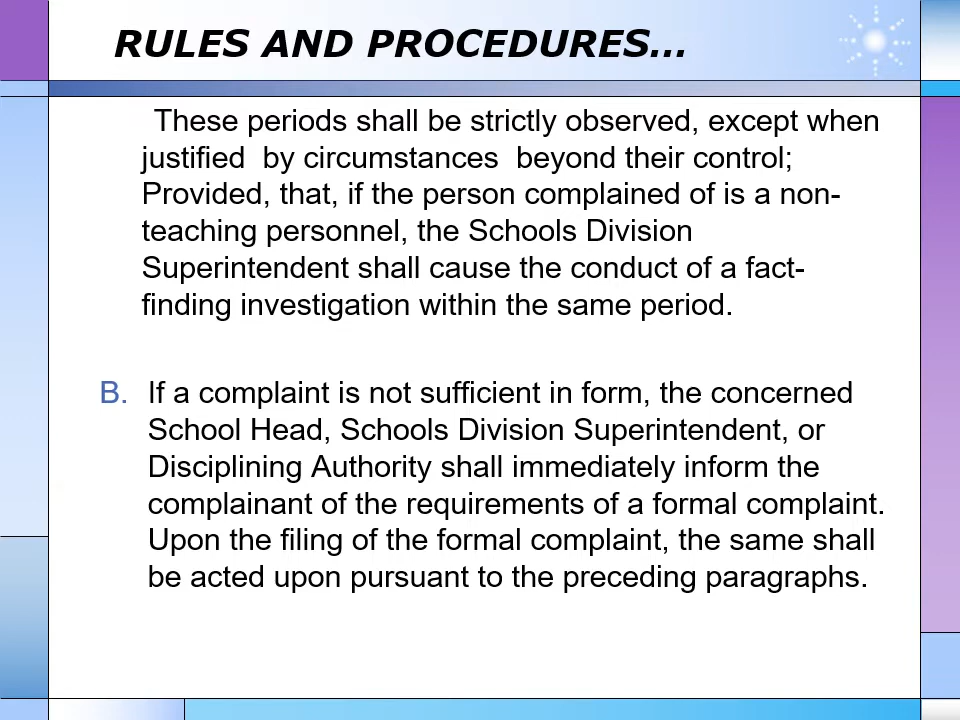 RULES AND PROCEDURES…
These periods shall be strictly observed, except when
justified by circumstances beyond their control;
Provided, that, if the person complained of is a non-
teaching personnel, the Schools Division
Superintendent shall cause the conduct of a fact-
finding investigation within the same period.
B. If a complaint is not sufficient in form, the concerned
School Head, Schools Division Superintendent, or
Disciplining Authority shall immediately inform the
complainant of the requirements of a formal complaint.
Upon the filing of the formal complaint, the same shall
be acted upon pursuant to the preceding paragraphs.